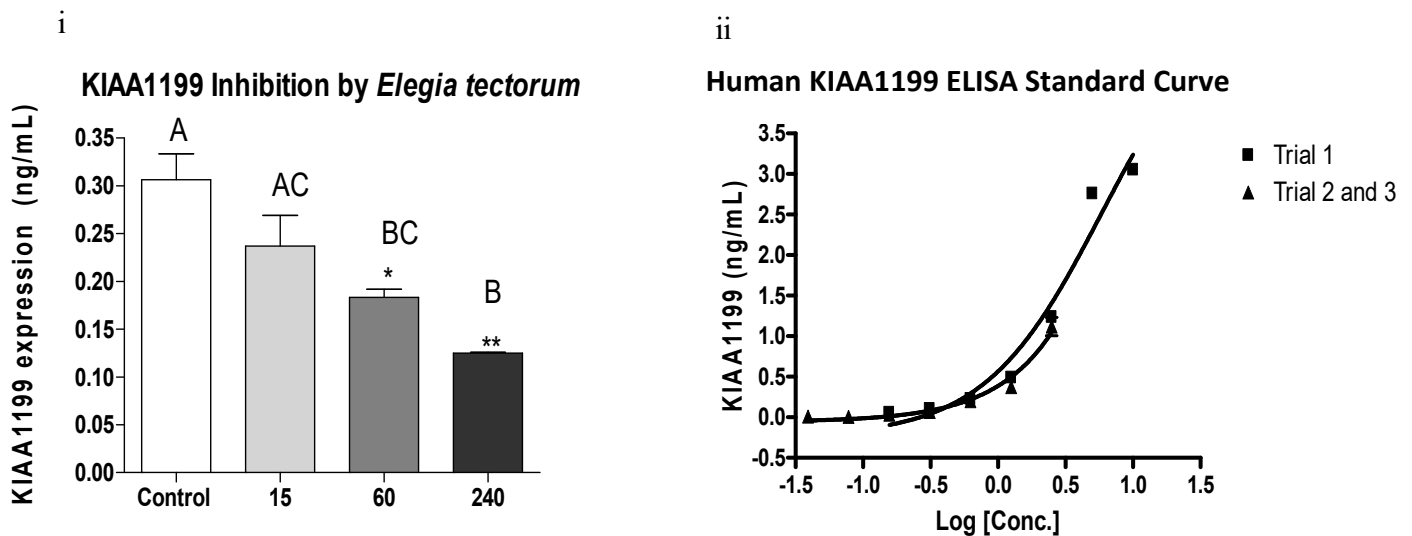 i
KIAA1199 Inhibition by Elegia tectorum
KIAA1199 expression (ng/mL)
0.35
0.30
0.25
0.20
0.15
0.10
0.05
0.00
A
AC
BC
*
B
**
Control 15 60 240
ii
Human KIAA1199 ELISA Standard Curve
KIAA1199 (ng/mL)
3.5
3.0
2.5
2.0
1.5
1.0
0.5
0.0
-0.5
-1.5 -1.0 -0.5 0.0 0.5 1.0 1.5
Log [Conc.]
Trial 1
Trial 2 and 3